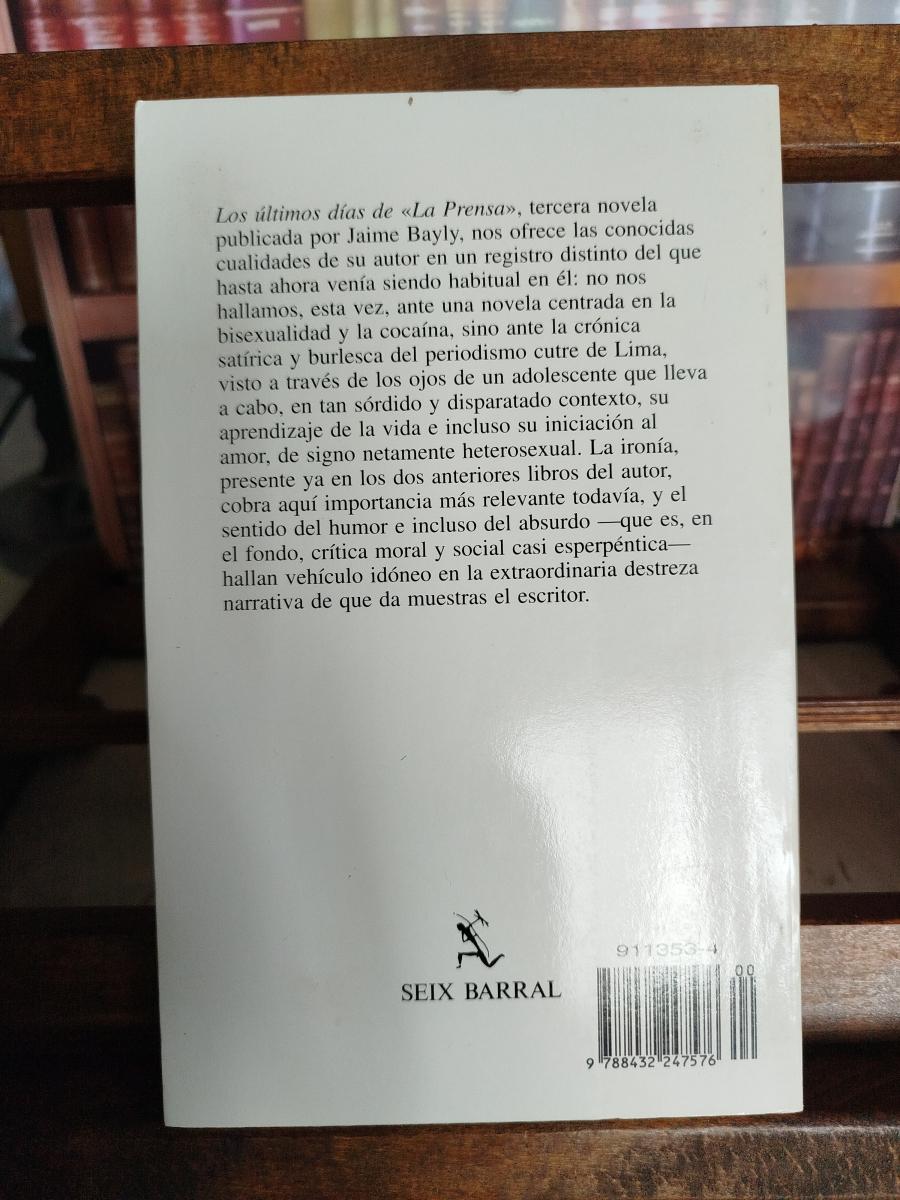 Los últimos días de «La Prensa», tercera novela
publicada por Jaime Bayly, nos ofrece las conocidas
cualidades de su autor en un registro distinto del que
hasta ahora venía siendo habitual en él: no nos
hallamos, esta vez, ante una novela centrada en la
bisexualidad y la cocaína, sino ante la crónica
satírica y burlesca del periodismo cutre de Lima,
visto a través de los ojos de un adolescente que lleva
a cabo, en tan sórdido y disparatado contexto, su
aprendizaje de la vida e incluso su iniciación al
amor, de signo netamente heterosexual. La ironía,
presente ya en los dos anteriores libros del autor,
cobra aquí importancia más relevante todavía, y el
sentido del humor e incluso del absurdo —que es, en
el fondo, crítica moral y social casi esperpéntica—
hallan vehículo idóneo en la extraordinaria destreza
narrativa de que da muestras el escritor.
SEIX BARRAL
911353-4
00
9 788432 247576